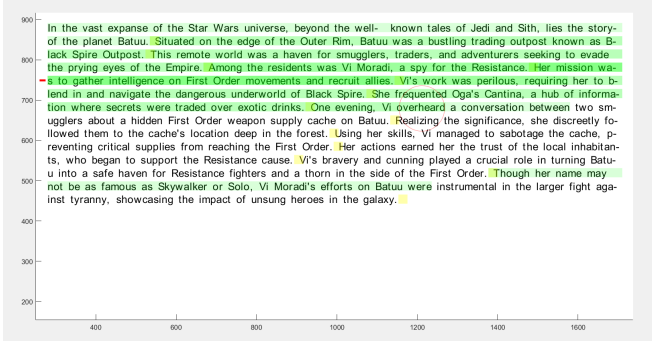 900
800
700
600
500
400
300
200
In the vast expanse of the Star Wars universe, beyond the well- known tales of Jedi and Sith, lies the story-
of the planet Batuu. Situated on the edge of the Outer Rim, Batuu was a bustling trading outpost known as B-
lack Spire Outpost. This remote world was a haven for smugglers, traders, and adventurers seeking to evade
the prying eyes of the Empire. Among the residents was Vi Moradi, a spy for the Resistance. Her mission wa-
s to gather intelligence on First Order movements and recruit allies. Vi's work was perilous, requiring her to b-
lend in and navigate the dangerous underworld of Black Spire. She frequented Oga's Cantina, a hub of informa-
tion where secrets were traded over exotic drinks. One evening, Vi overheard a conversation between two sm-
ugglers about a hidden First Order weapon supply cache on Batuu. Realizing the significance, she discreetly fo-
llowed them to the cache's location deep in the forest. Using her skills, Vi managed to sabotage the cache, p-
reventing critical supplies from reaching the First Order. Her actions earned her the trust of the local inhabitan-
ts, who began to support the Resistance cause. Vi's bravery and cunning played a crucial role in turning Batu-
u into a safe haven for Resistance fighters and a thorn in the side of the First Order. Though her name may
not be as famous as Skywalker or Solo, Vi Moradi's efforts on Batuu were instrumental in the larger fight aga-
inst tyranny, showcasing the impact of unsung heroes in the galaxy.
400 600 800 1000 1200 1400 1600